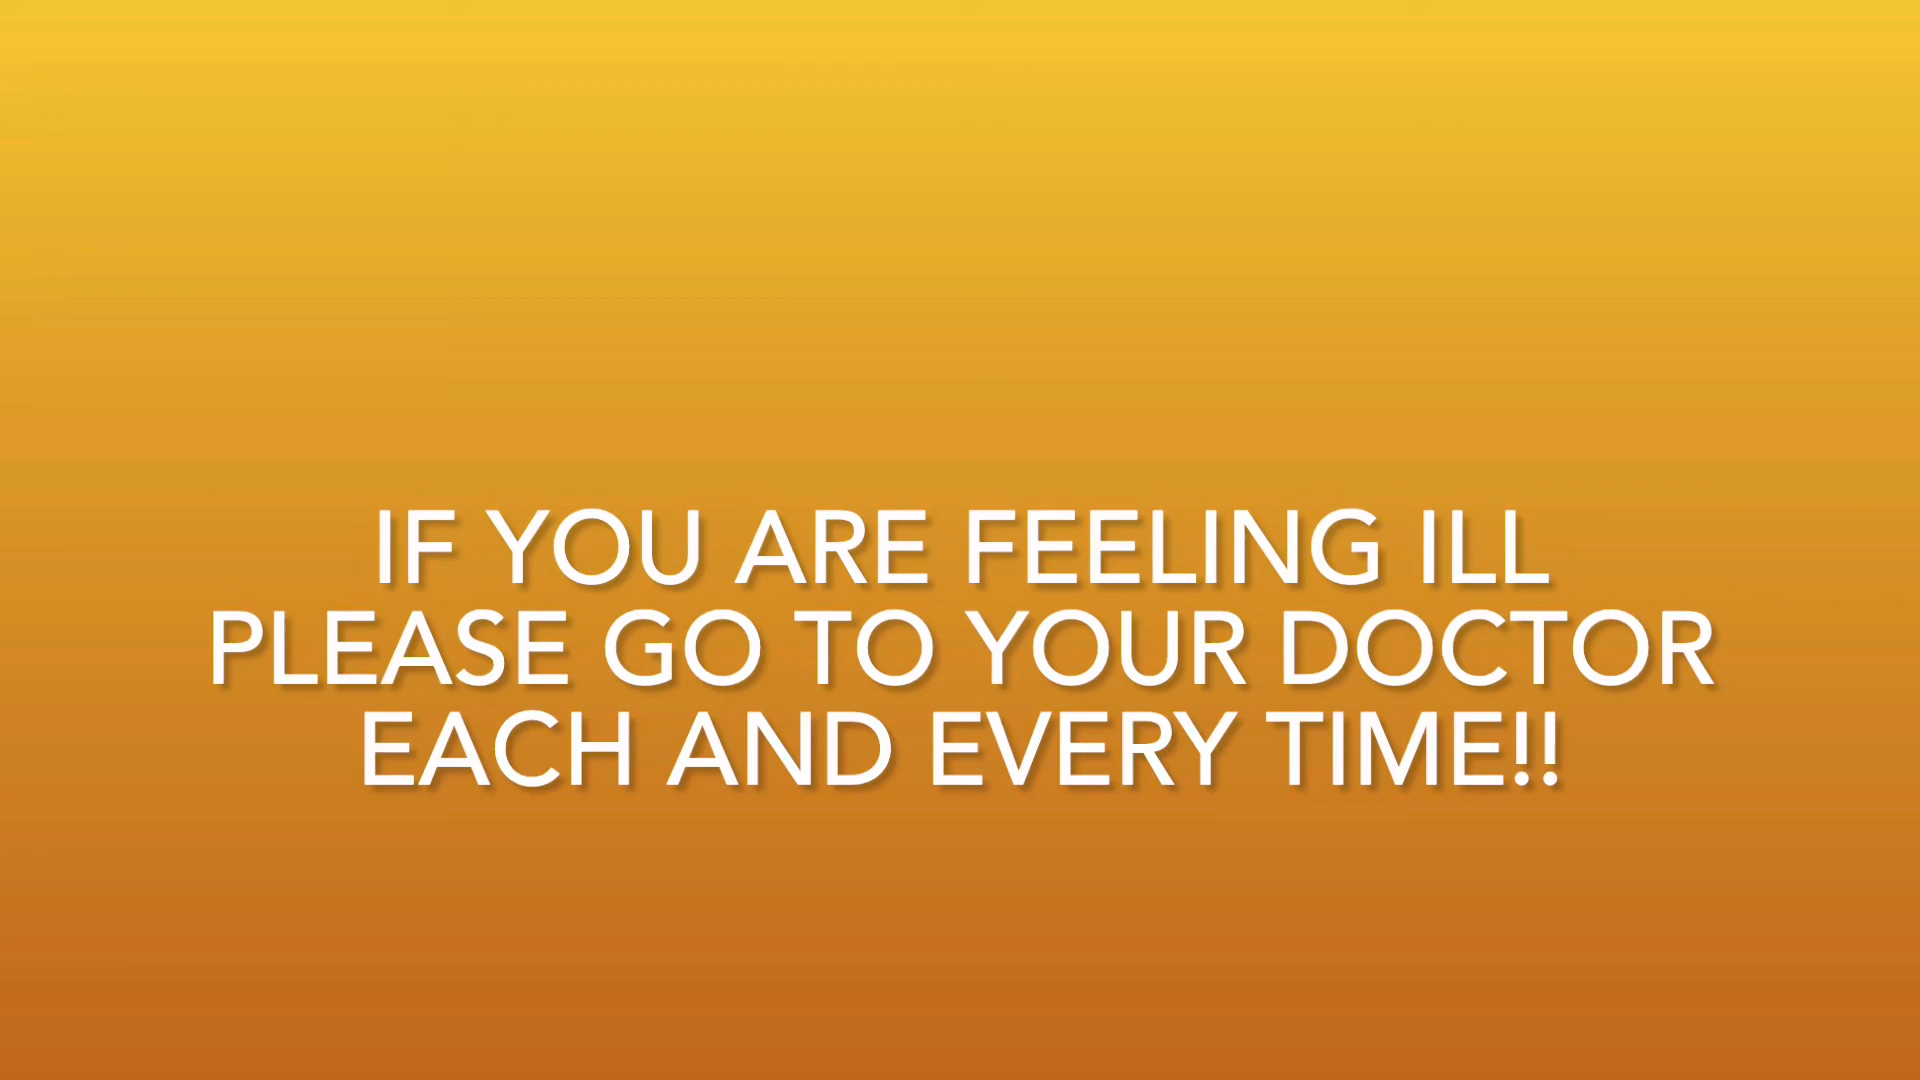 IF YOU ARE FEELING ILL
PLEASE GO TO YOUR DOCTOR
EACH AND EVERY TIME!!